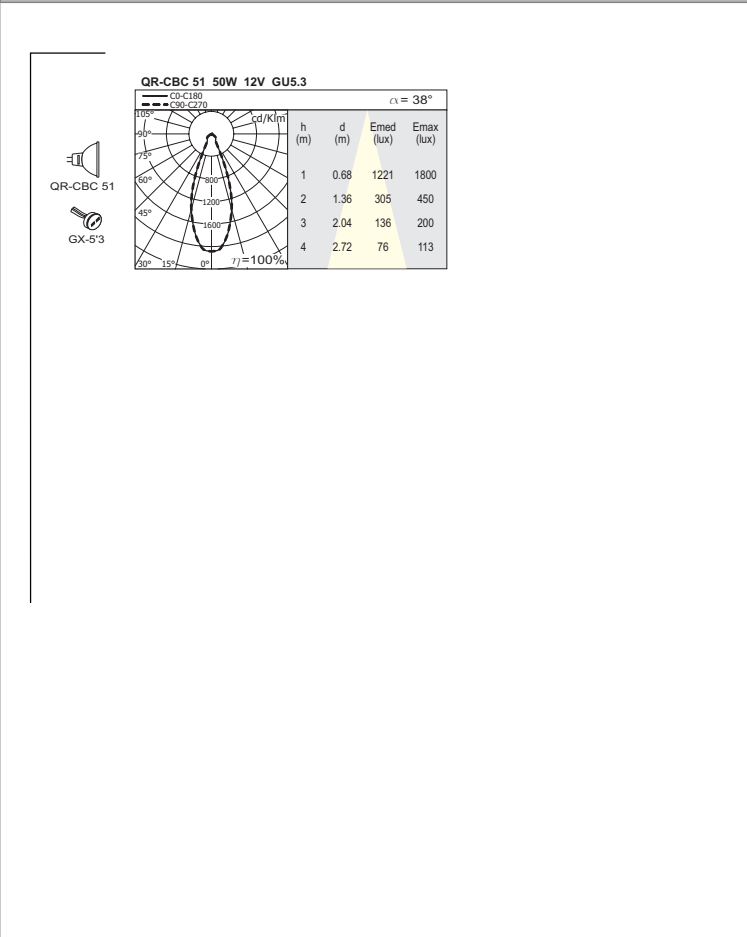 QR-CBC 51 50W 12V GU5.3
C0-C180
C90-C270
α = 38°
105°
90°
75°
60°
45°
30°
15°
0°
cd/Klm
800
1200
1600
η=100%
h d Emed Emax
(m) (m) (lux) (lux)
1 0.68 1221 1800
2 1.36 305 450
3 2.04 136 200
4 2.72 76 113
QR-CBC 51
GX-5'3